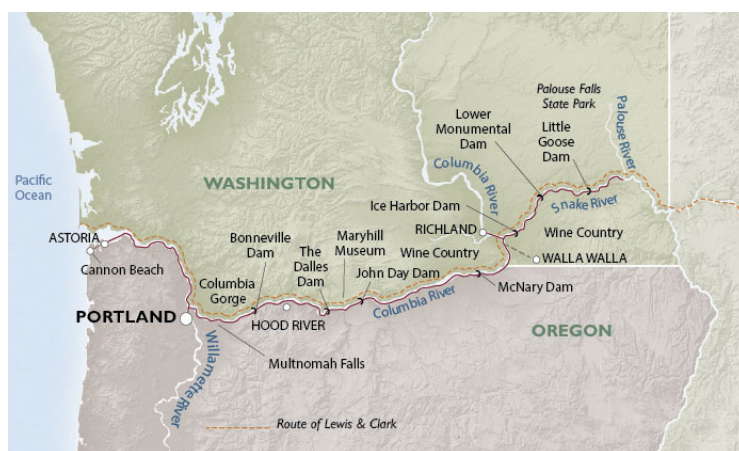 Palouse Falls
State Park
Palouse River
Lower
Monumental
Dam
Little
Goose
Dam
Columbia River
Snake River
Pacific
Ocean
WASHINGTON
Ice Harbor Dam
RICHLAND
Wine Country
ASTORIA
Bonneville
Dam
The
Dalles
Dam
Maryhill
Museum
Wine Country
WALLA WALLA
Cannon Beach
John Day Dam
Columbia
Gorge
McNary Dam
Columbia River
PORTLAND
HOOD RIVER
OREGON
Willamette River
Multnomah Falls
Route of Lewis & Clark